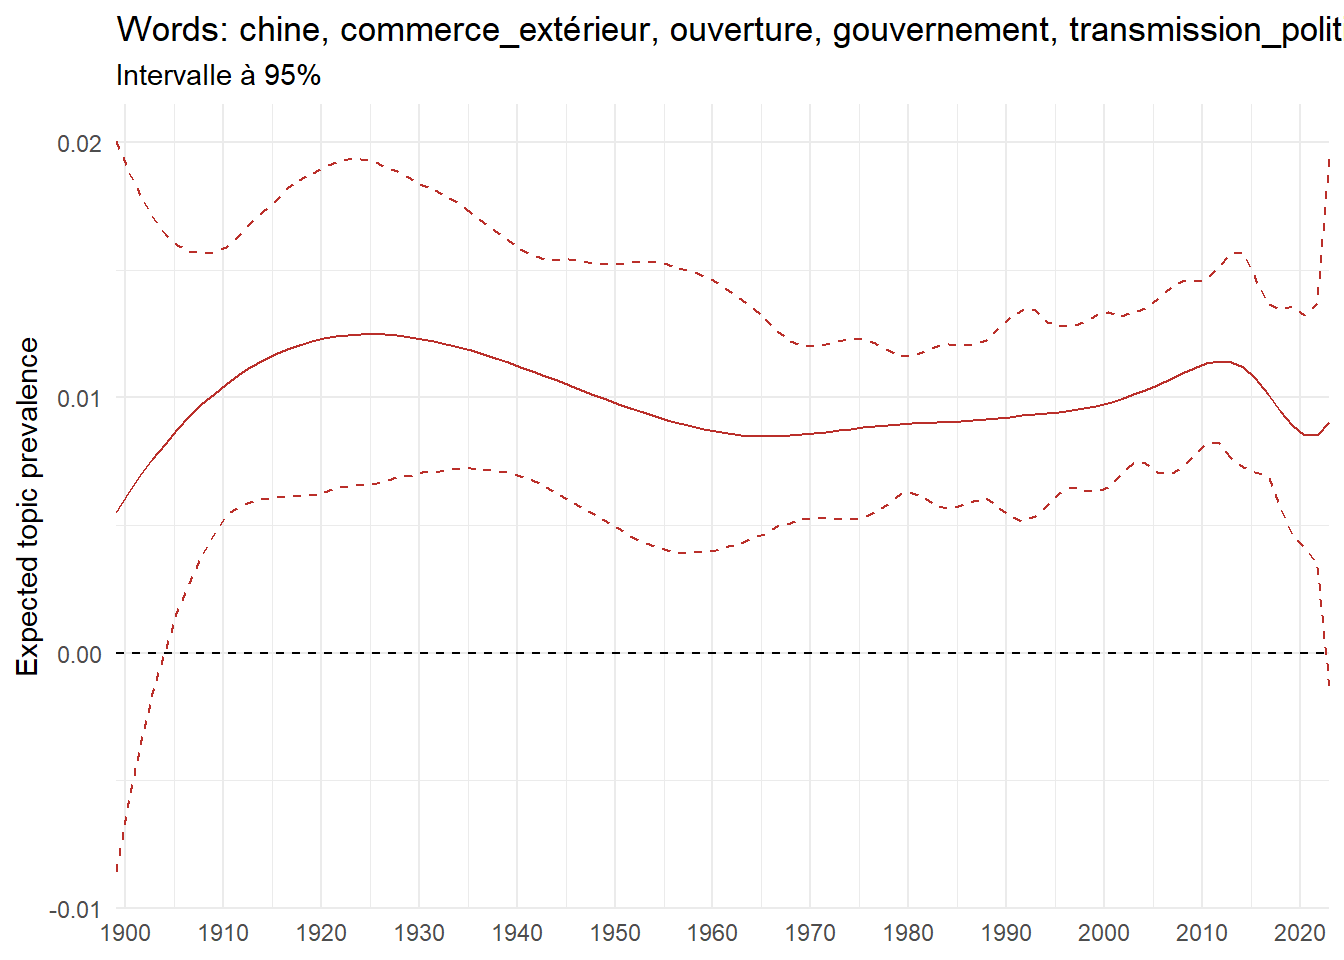 Words: chine, commerce_extérieur, ouverture, gouvernement, transmission_polit
Intervalle à 95%
Expected topic prevalence
0.02
0.01
0.00
-0.01
1900 1910 1920 1930 1940 1950 1960 1970 1980 1990 2000 2010 2020